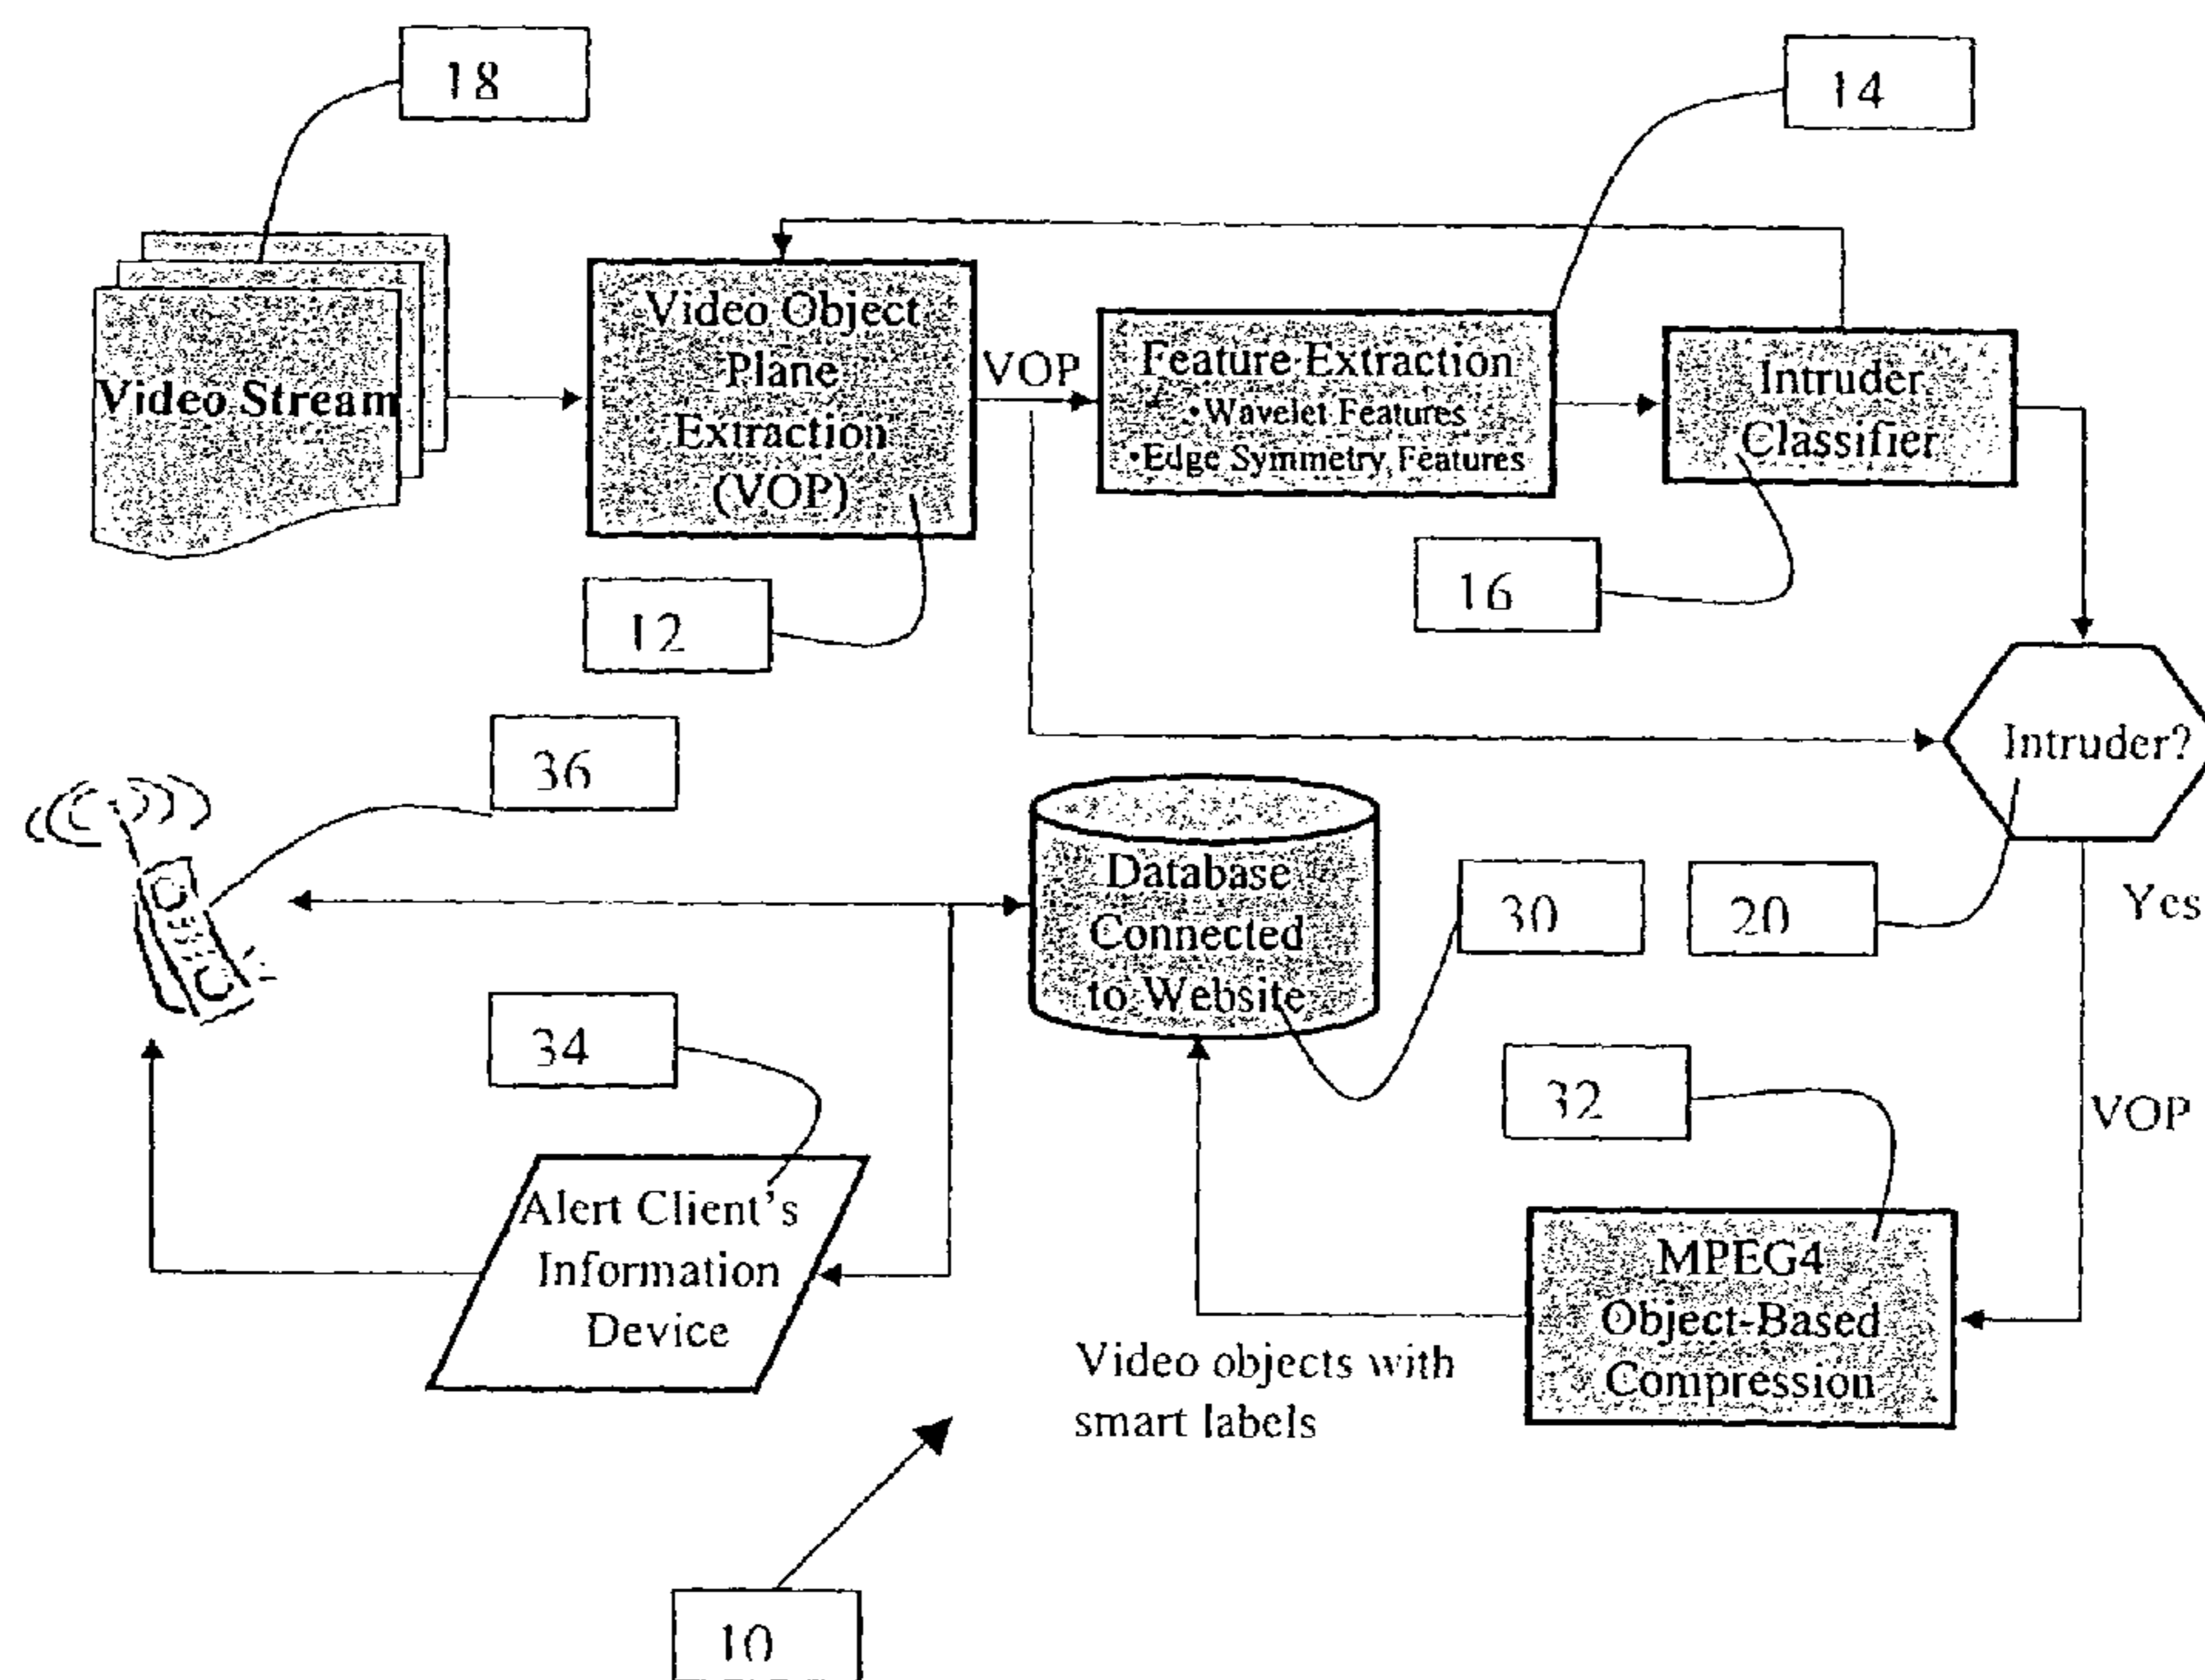 18
14
Video Stream
Video Object
Plane
Extraction
(VOP)
VOP
Feature Extraction
•Wavelet Features
•Edge Symmetry Features
Intruder
Classifier
16
12
36
Intruder?
Database
Connected
to Website
30
20
Yes
34
32
VOP
Alert Client's
Information
Device
MPEG4
Object-Based
Compression
Video objects with
smart labels
10